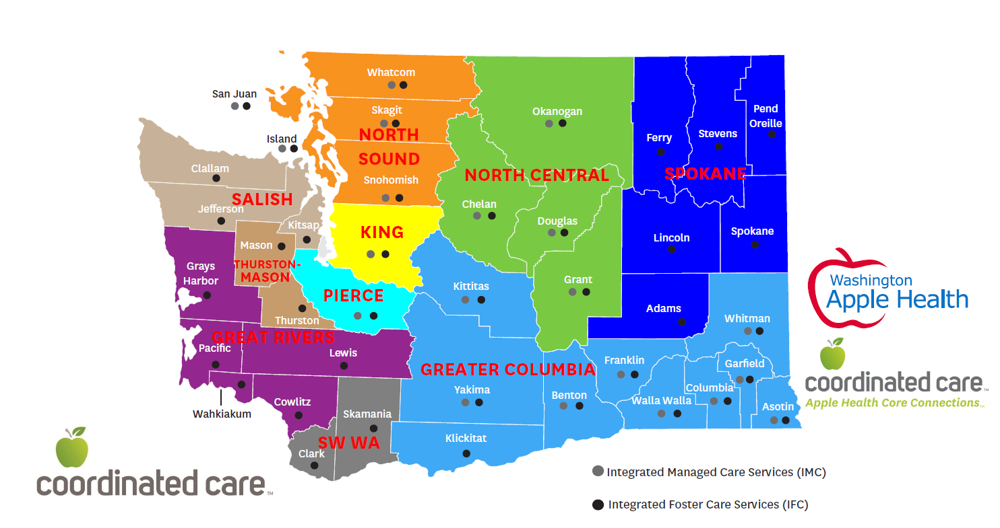 Whatcom
San Juan
Skagit
NORTH
SOUND
Island
Snohomish
Okanogan
Pend
Oreille
Stevens
Ferry
SPOKANE
NORTH CENTRAL
Clallam
SALISH
Jefferson
Kitsap
Chelan
Douglas
KING
Lincoln
Spokane
Mason
THURSTON-
MASON
Grays
Harbor
Grant
Kittitas
PIERCE
Adams
Whitman
Thurston
GREAT RIVERS
Pacific
Lewis
GREATER COLUMBIA
Franklin
Garfield
Yakima
Benton
Columbia
Walla Walla
Asotin
Wahkiakum
Cowlitz
Skamania
Klickitat
SW WA
Clark
Washington
Apple Health
coordinated care™
Apple Health Core Connections™
coordinated care™
Integrated Managed Care Services (IMC)
Integrated Foster Care Services (IFC)